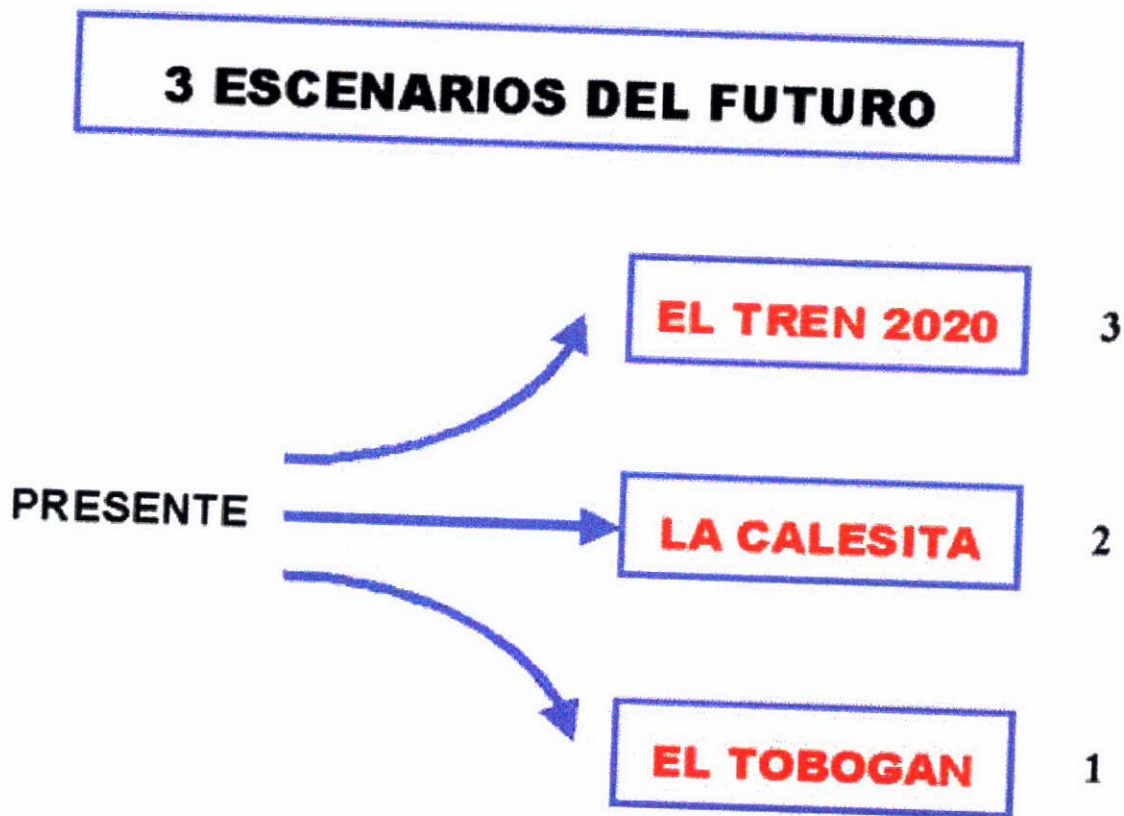 3 ESCENARIOS DEL FUTURO
EL TREN 2020 3
PRESENTE
LA CALESITA 2
EL TOBOGAN 1